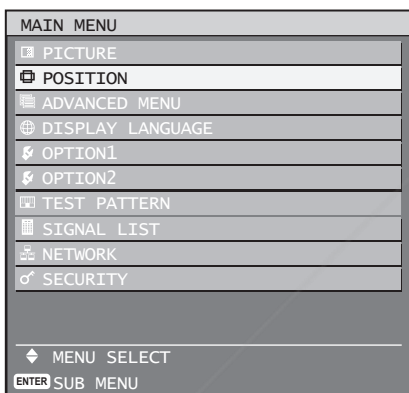 MAIN MENU
PICTURE
POSITION
ADVANCED MENU
DISPLAY LANGUAGE
OPTION1
OPTION2
TEST PATTERN
SIGNAL LIST
NETWORK
SECURITY
MENU SELECT
ENTER SUB MENU